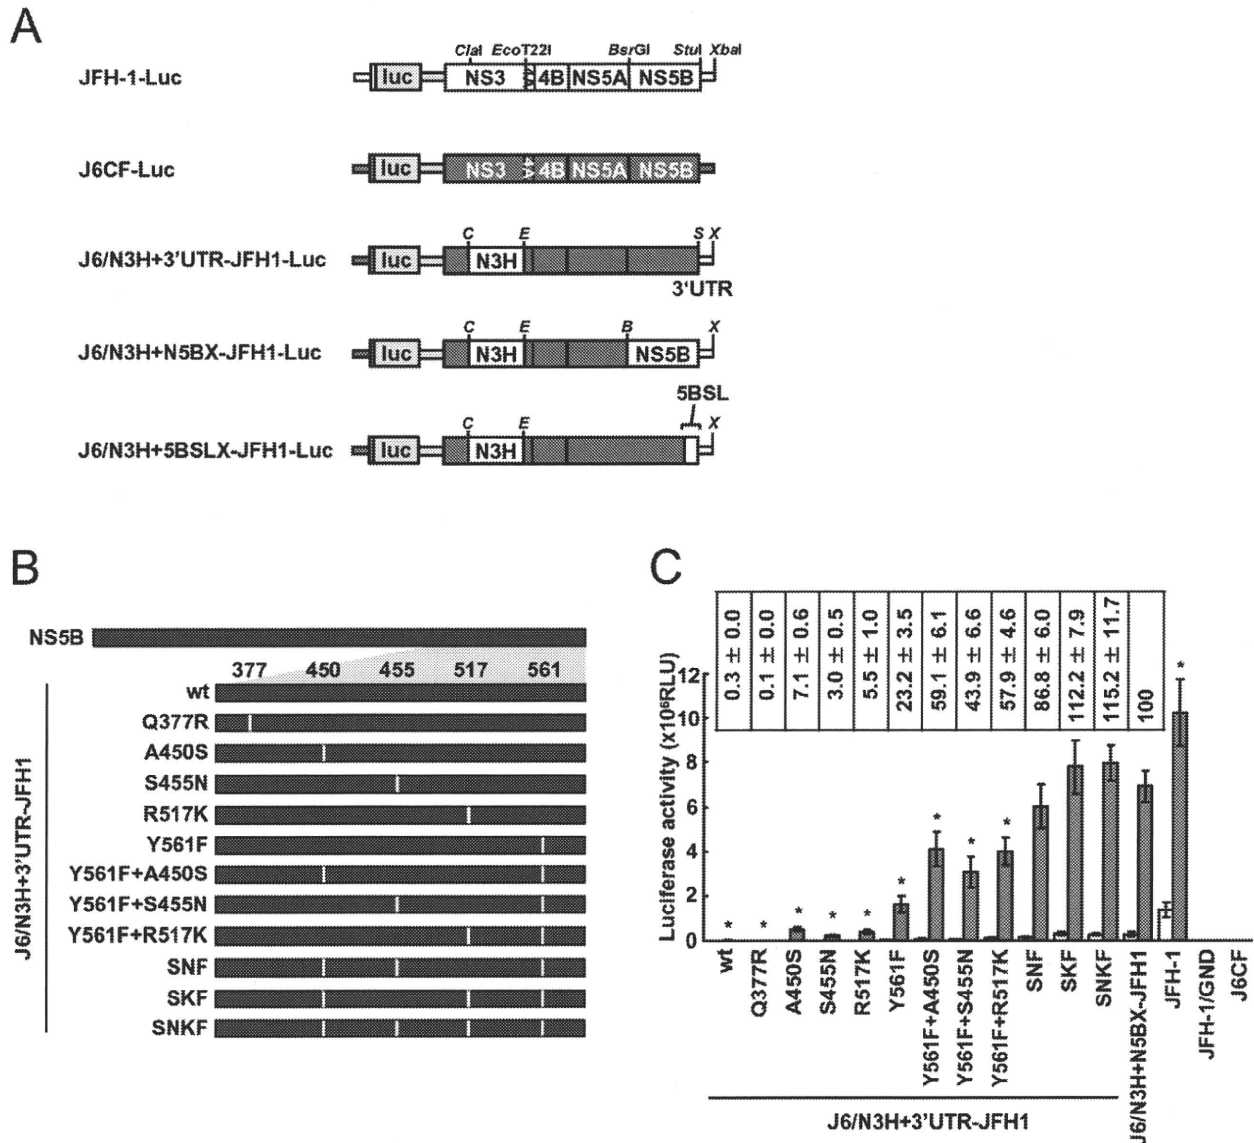 A
ClaI EcoT22I BsrGI StuI XbaI
JFH-1-Luc luc NS3 4A 4B NS5A NS5B
J6CF-Luc luc NS3 4A 4B NS5A NS5B
C E S X
J6/N3H+3'UTR-JFH1-Luc luc N3H
3'UTR
C E B X
J6/N3H+N5BX-JFH1-Luc luc N3H NS5B
5BSL
C E X
J6/N3H+5BSLX-JFH1-Luc luc N3H
B
NS5B
377 450 455 517 561
wt
Q377R
A450S
S455N
R517K
Y561F
Y561F+A450S
Y561F+S455N
Y561F+R517K
SNF
SKF
SNKF
J6/N3H+3'UTR-JFH1
C
0.3 ± 0.0
0.1 ± 0.0
7.1 ± 0.6
3.0 ± 0.5
5.5 ± 1.0
23.2 ± 3.5
59.1 ± 6.1
43.9 ± 6.6
57.9 ± 4.6
86.8 ± 6.0
112.2 ± 7.9
115.2 ± 11.7
100
Luciferase activity (x10⁶RLU)
12
10
8
6
4
2
0
* * * * * * * * * *
wt
Q377R
A450S
S455N
R517K
Y561F
Y561F+A450S
Y561F+S455N
Y561F+R517K
SNF
SKF
SNKF
J6/N3H+N5BX-JFH1
JFH-1
JFH-1/GND
J6CF
J6/N3H+3'UTR-JFH1